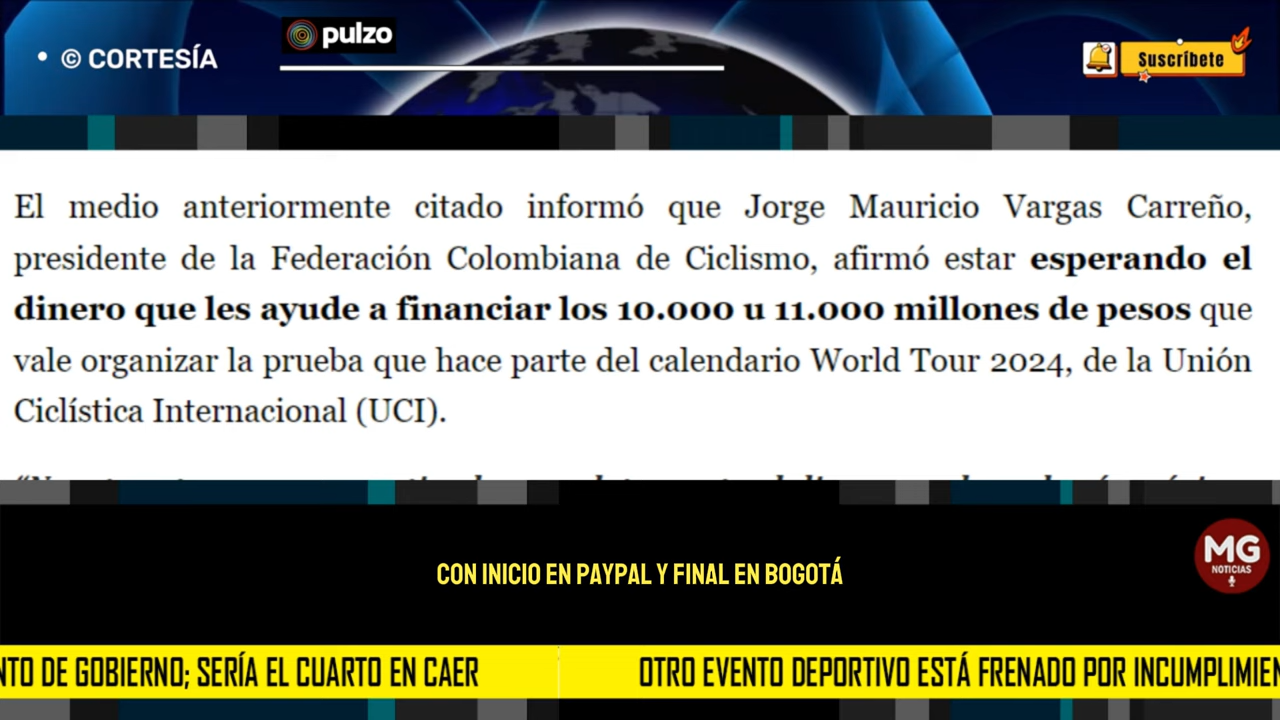 • © CORTESÍA
pulzo
Suscríbete
El medio anteriormente citado informó que Jorge Mauricio Vargas Carreño,
presidente de la Federación Colombiana de Ciclismo, afirmó estar esperando el
dinero que les ayude a financiar los 10.000 u 11.000 millones de pesos que
vale organizar la prueba que hace parte del calendario World Tour 2024, de la Unión
Ciclística Internacional (UCI).
CON INICIO EN PAYPAL Y FINAL EN BOGOTÁ
MG
NOTICIAS
NTO DE GOBIERNO; SERÍA EL CUARTO EN CAER OTRO EVENTO DEPORTIVO ESTÁ FRENADO POR INCUMPLIMIEN